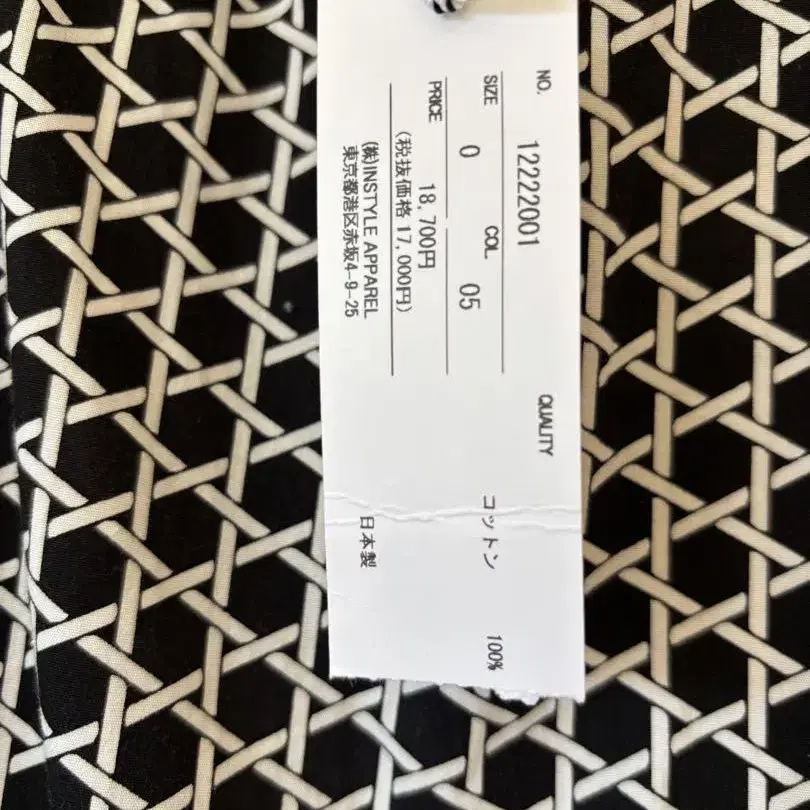 NO. 12222001
SIZE 0 COL. 05
PRICE 18,700円
(税抜価格 17,000円)
(株)INSTYLE APPAREL
東京都港区赤坂4-9-25
QUALITY
コットン 100%
日本製